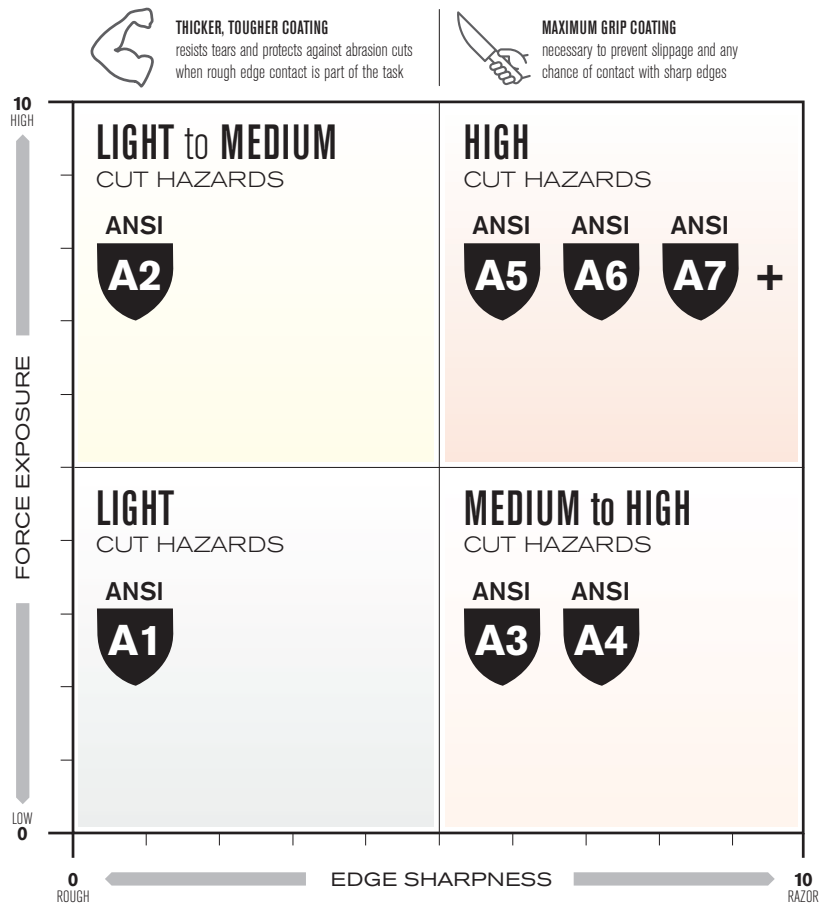 THICKER, TOUGHER COATING
resists tears and protects against abrasion cuts
when rough edge contact is part of the task
MAXIMUM GRIP COATING
necessary to prevent slippage and any
chance of contact with sharp edges
10
HIGH
FORCE EXPOSURE
LOW
0
LIGHT to MEDIUM
CUT HAZARDS
ANSI
A2
HIGH
CUT HAZARDS
ANSI ANSI ANSI
A5 A6 A7 +
LIGHT
CUT HAZARDS
ANSI
A1
MEDIUM to HIGH
CUT HAZARDS
ANSI ANSI
A3 A4
0
ROUGH
EDGE SHARPNESS
10
RAZOR